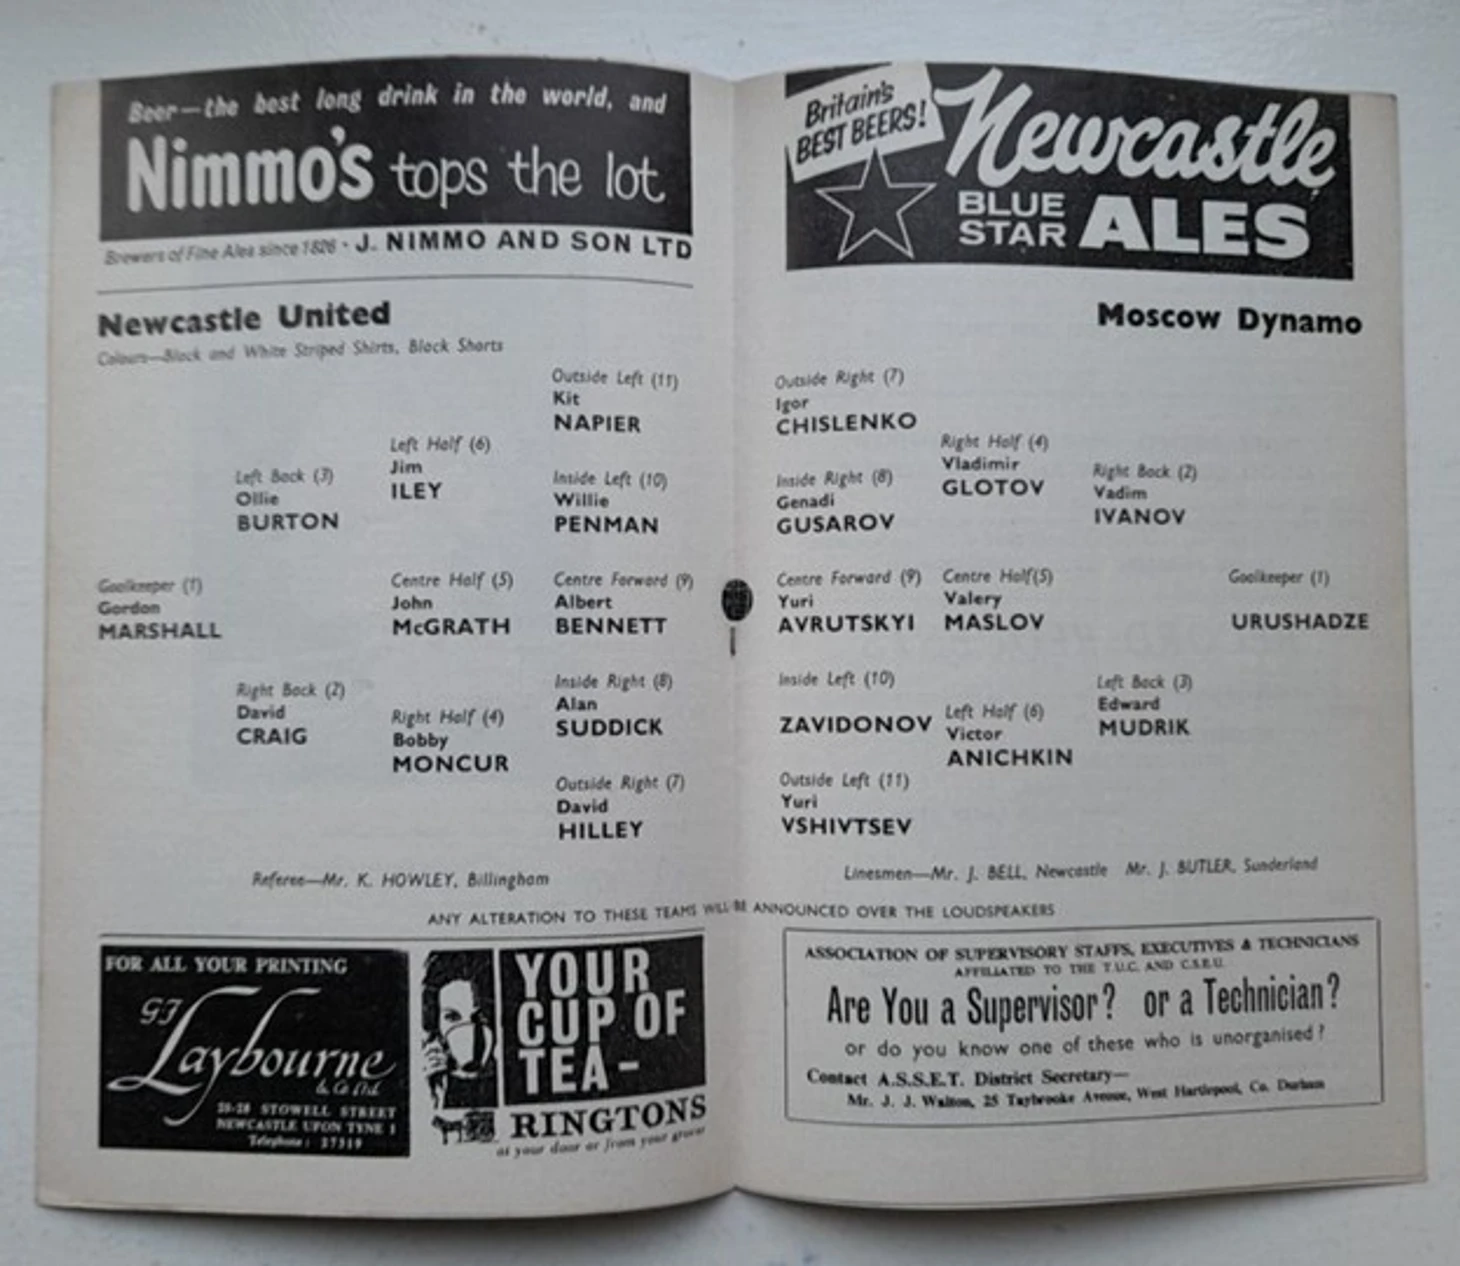 Beer—the best long drink in the world, and
Nimmo's tops the lot.
Brewers of Fine Ales since 1826 · J. NIMMO AND SON LTD
Newcastle United
Colours—Black and White Striped Shirts, Black Shorts
Outside Left (11)
Kit
NAPIER
Left Half (6)
Jim
ILEY
Left Back (3)
Ollie
BURTON
Inside Left (10)
Willie
PENMAN
Goalkeeper (1)
Gordon
MARSHALL
Centre Half (5)
John
McGRATH
Centre Forward (9)
Albert
BENNETT
Right Back (2)
David
CRAIG
Right Half (4)
Bobby
MONCUR
Inside Right (8)
Alan
SUDDICK
Outside Right (7)
David
HILLEY
Referee—Mr. K. HOWLEY, Billingham
Britain's
BEST BEERS!
Newcastle
BLUE
STAR
ALES
Moscow Dynamo
Outside Right (7)
Igor
CHISLENKO
Right Half (4)
Vladimir
GLOTOV
Right Back (2)
Vadim
IVANOV
Inside Right (8)
Genadi
GUSAROV
Centre Forward (9)
Yuri
AVRUTSKYI
Centre Half(5)
Valery
MASLOV
Goalkeeper (1)
URUSHADZE
Inside Left (10)
ZAVIDONOV
Left Half (6)
Victor
ANICHKIN
Left Back (3)
Edward
MUDRIK
Outside Left (11)
Yuri
VSHIVTSEV
Linesmen—Mr. J. BELL, Newcastle Mr. J. BUTLER, Sunderland
ANY ALTERATION TO THESE TEAMS WILL BE ANNOUNCED OVER THE LOUDSPEAKERS
FOR ALL YOUR PRINTING
GJ
Laybourne
& Co Ltd.
STOWELL STREET
NEWCASTLE UPON TYNE 1
Telephone: 27319
YOUR
CUP OF
TEA–
RINGTONS
at your door or from your grocer
ASSOCIATION OF SUPERVISORY STAFFS, EXECUTIVES & TECHNICIANS
AFFILIATED TO THE T.U.C. AND C.S.E.U.
Are You a Supervisor? or a Technician?
or do you know one of these who is unorganised?
Contact A.S.S.E.T. District Secretary—
Mr. J. J. Walton, 25 Taybrooke Avenue, West Hartlepool, Co. Durham